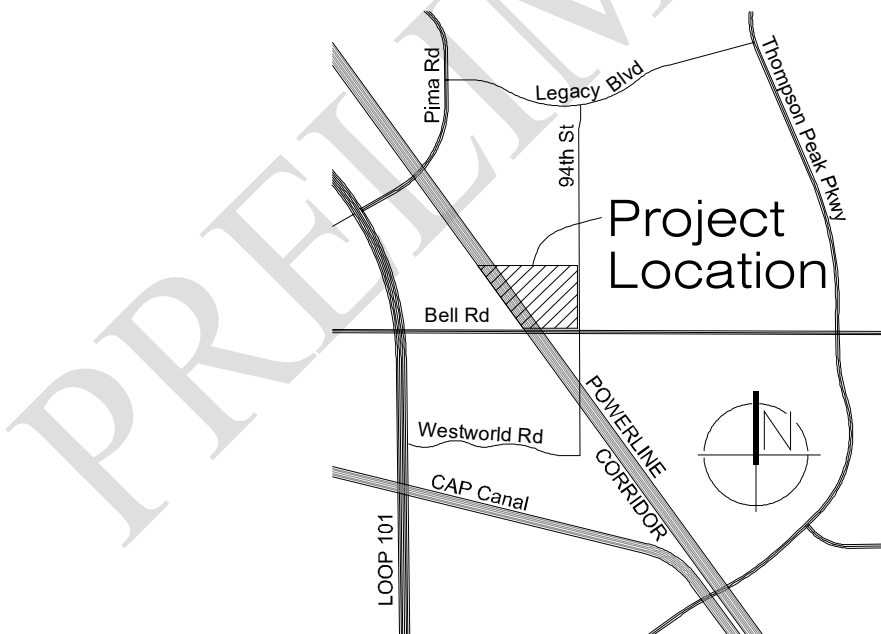 PRELIM
Pima Rd
Legacy Blvd
Thompson Peak Pkwy
94th St
Project
Location
Bell Rd
POWERLINE
CORRIDOR
Westworld Rd
N
CAP Canal
LOOP 101